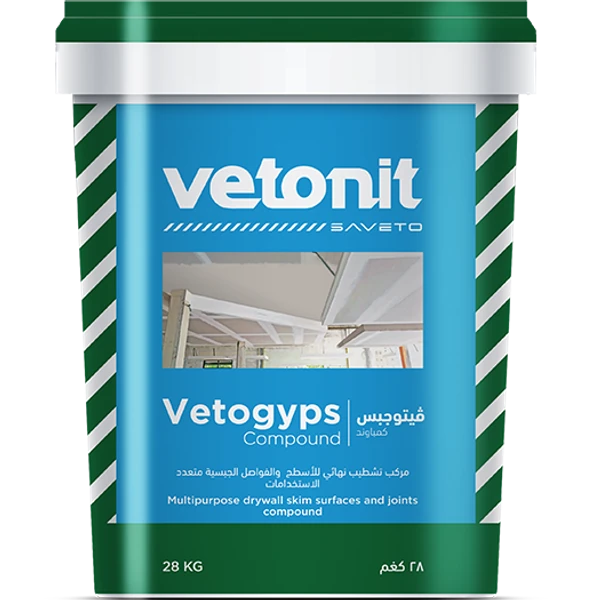 vetonit
SAVETO
Vetogyps
Compound
ڤيتوجبس
كمباوند
مركب تشطيب نهائي للأسطح والفواصل الجبسية متعدد
الاستخدامات
Multipurpose drywall skim surfaces and joints
compound
28 KG
٢٨ كغم